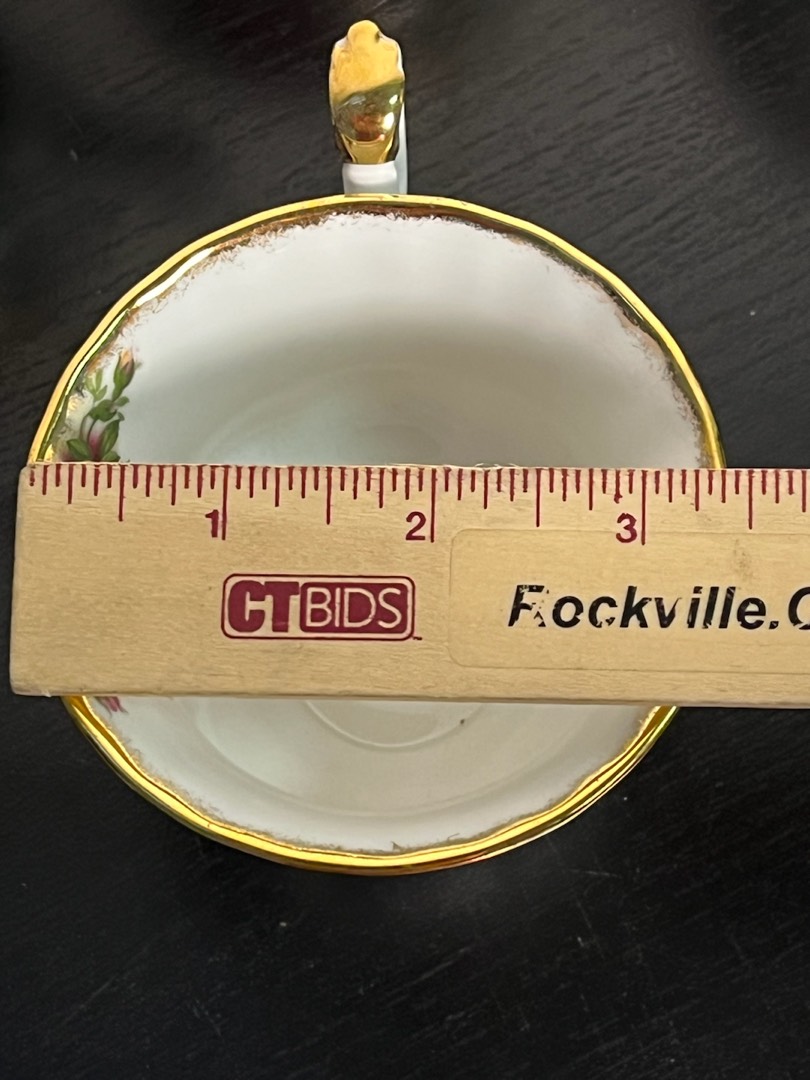 1 2 3
CTBIDS
Rockville.